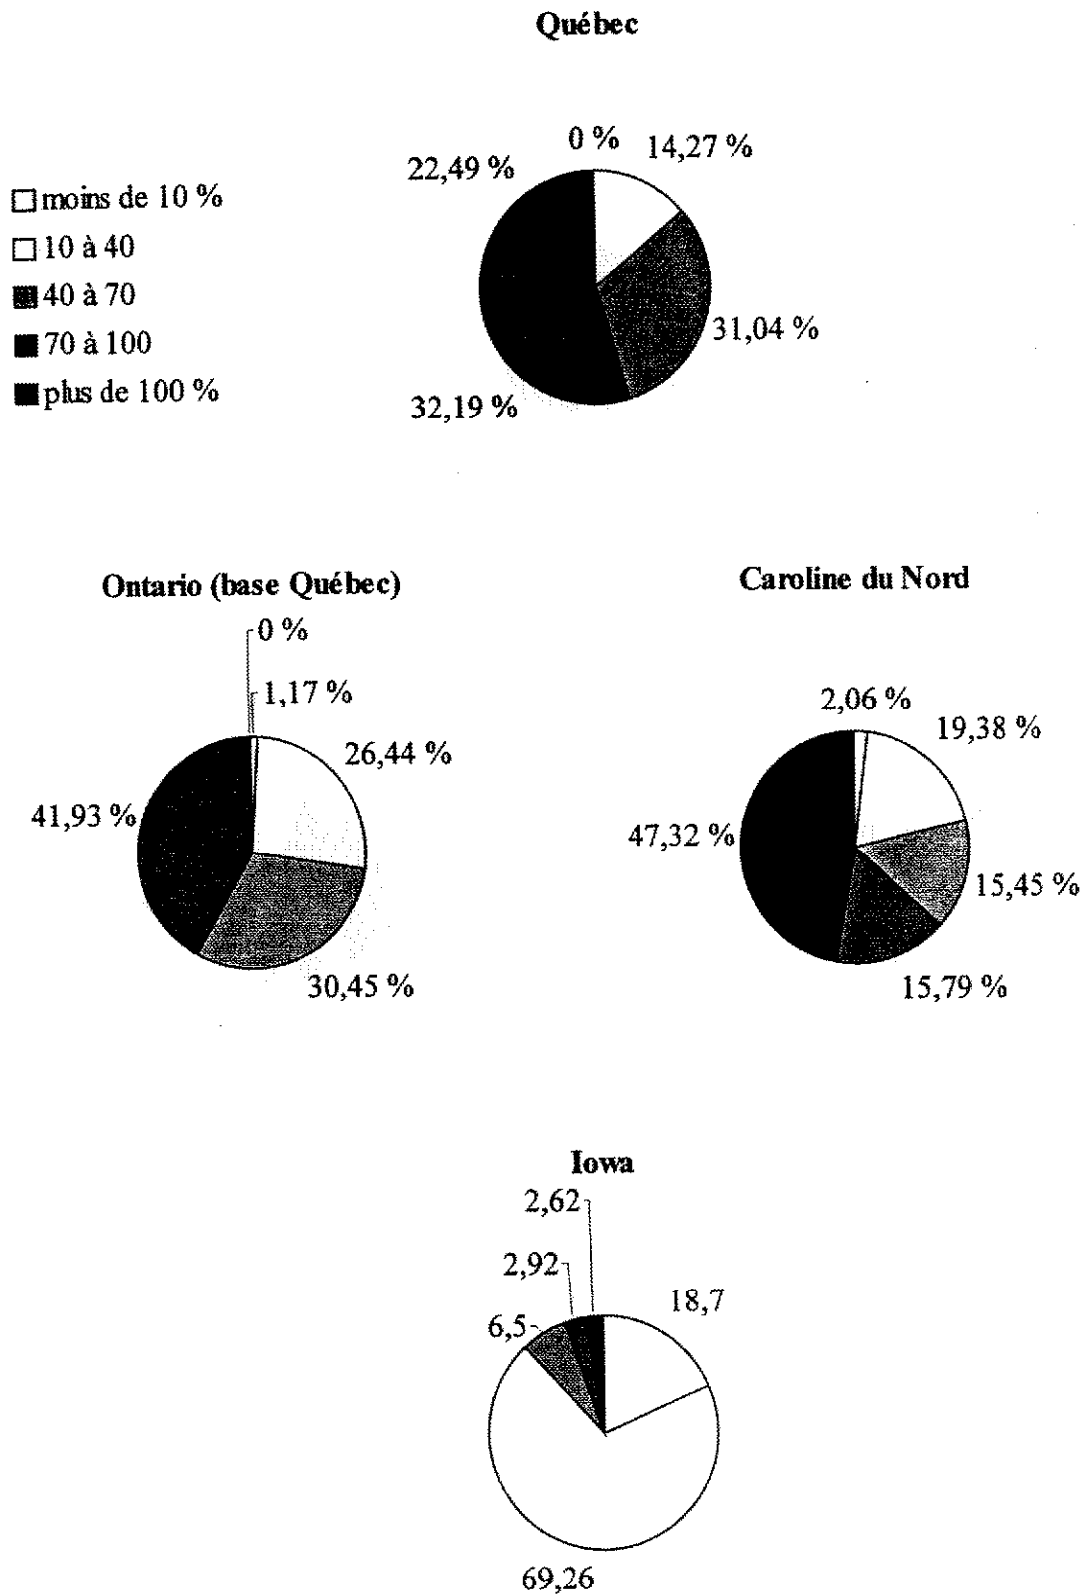 Québec
0 %
14,27 %
22,49 %
31,04 %
32,19 %
moins de 10 %
10 à 40
40 à 70
70 à 100
plus de 100 %
Ontario (base Québec)
0 %
1,17 %
26,44 %
41,93 %
30,45 %
Caroline du Nord
2,06 %
19,38 %
47,32 %
15,45 %
15,79 %
Iowa
2,62
2,92
18,7
6,5
69,26